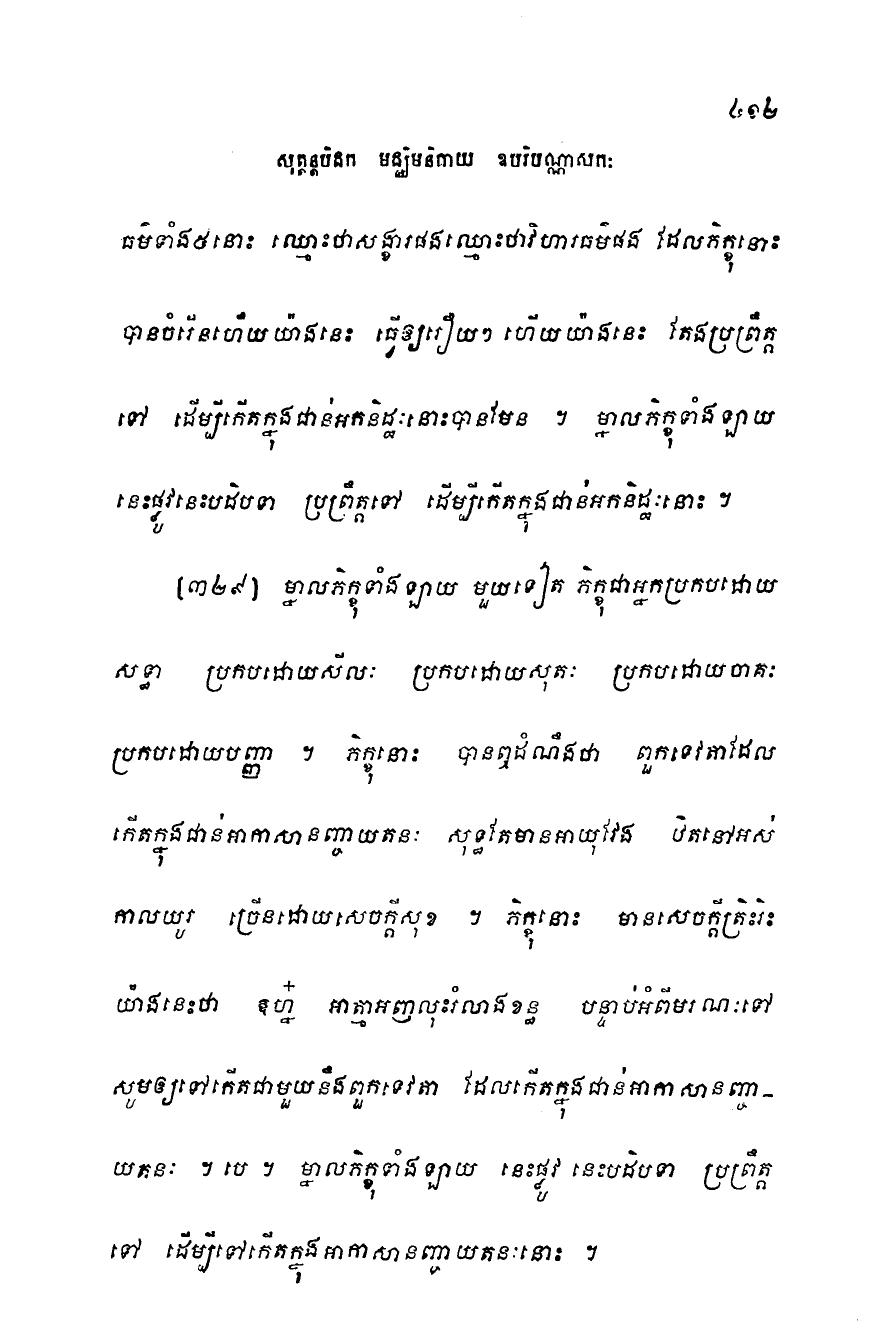 ៤១២
សុត្តន្តបិដក មជ្ឈិមនិកាយ ឧបរិបណ្ណាសកៈ
ធម៌ទាំង៥នោះ ឈ្មោះថាសង្ខារផងឈ្មោះថាវិហារធម៌ផង ដែលភិក្ខុនោះ
បានចំរើនហើយយ៉ាងនេះ ធ្វើឲ្យរឿយៗ ហើយយ៉ាងនេះ តែងប្រព្រឹត្ត
ទៅ ដើម្បីកើតក្នុងជាន់អកនិដ្ឋៈនោះបានមែន ។ ម្នាលភិក្ខុទាំងឡាយ
នេះផ្លូវនេះបដិបទា ប្រព្រឹត្តទៅ ដើម្បីកើតក្នុងជាន់អកនិដ្ឋៈនោះ ។
[៣២៩] ម្នាលភិក្ខុទាំងឡាយ មួយទៀត ភិក្ខុជាអ្នកប្រកបដោយ
សទ្ធា ប្រកបដោយសីលៈ ប្រកបដោយសុតៈ ប្រកបដោយចាគៈ
ប្រកបដោយបញ្ញា ។ ភិក្ខុនោះ បានឮដំណឹងថា ពួកទេវតាដែល
កើតក្នុងជាន់អាកាសានញ្ចាយតនៈ សុទ្ធតែមានអាយុវែង ឋិតនៅអស់
កាលយូរ ច្រើនដោយសេចក្តីសុខ ។ ភិក្ខុនោះ មានសេចក្តីត្រិះរិះ
យ៉ាងនេះថា ឧហ្ន៎ អាត្មាអញលុះរំលាងខន្ធ បន្ទាប់អំពីមរណៈទៅ
សូមឲ្យទៅកើតជាមួយនឹងពួកទេវតា ដែលកើតក្នុងជាន់អាកាសានញ្ចា-
យតនៈ ។ បេ ។ ម្នាលភិក្ខុទាំងឡាយ នេះផ្លូវ នេះបដិបទា ប្រព្រឹត្ត
ទៅ ដើម្បីទៅកើតក្នុងអាកាសានញ្ចាយតនៈនោះ ។